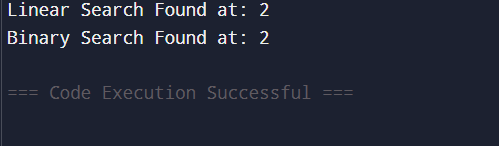 Linear Search Found at: 2
Binary Search Found at: 2
=== Code Execution Successful ===